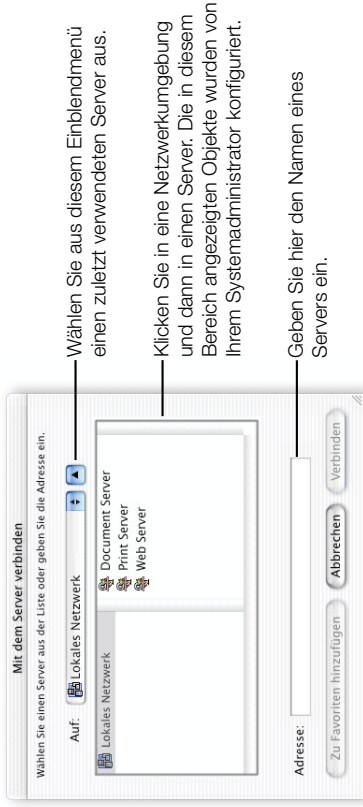 Mit dem Server verbinden
Wählen Sie einen Server aus der Liste oder geben Sie die Adresse ein.
Auf: Lokales Netzwerk
Lokales Netzwerk
Document Server
Print Server
Web Server
Adresse:
Zu Favoriten hinzufügen
Abbrechen
Verbinden
Wählen Sie aus diesem Einblendmenü
einen zuletzt verwendeten Server aus.
Klicken Sie in eine Netzwerkumgebung
und dann in einen Server. Die in diesem
Bereich angezeigten Objekte wurden von
Ihrem Systemadministrator konfiguriert.
Geben Sie hier den Namen eines
Servers ein.